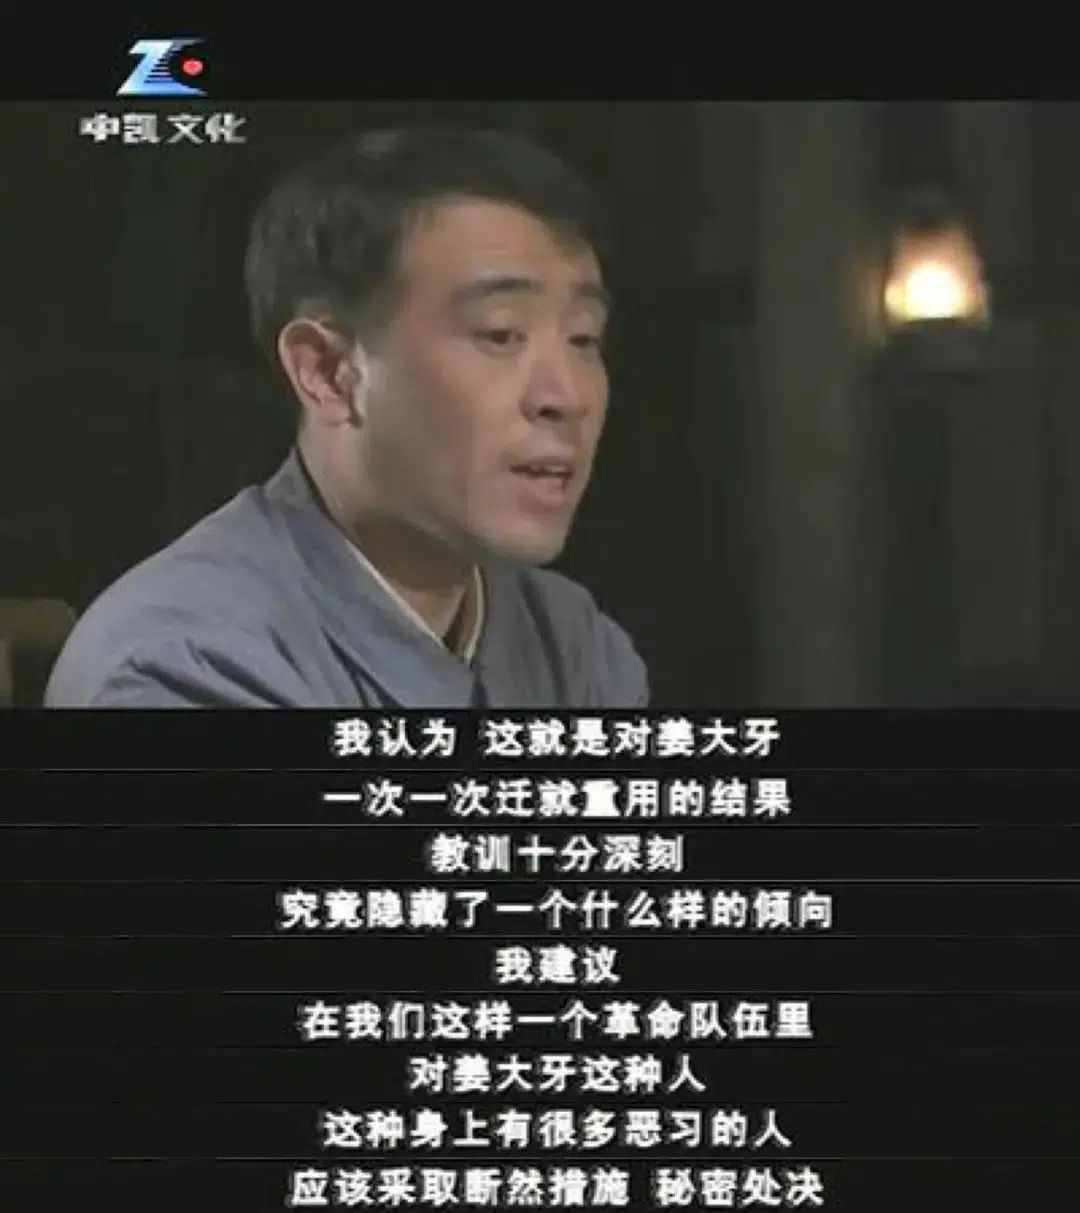 中凯文化
我认为 这就是对姜大牙
一次一次迁就重用的结果
教训十分深刻
究竟隐藏了一个什么样的倾向
我建议
在我们这样一个革命队伍里
对姜大牙这种人
这种身上有很多恶习的人
应该采取断然措施 秘密处决